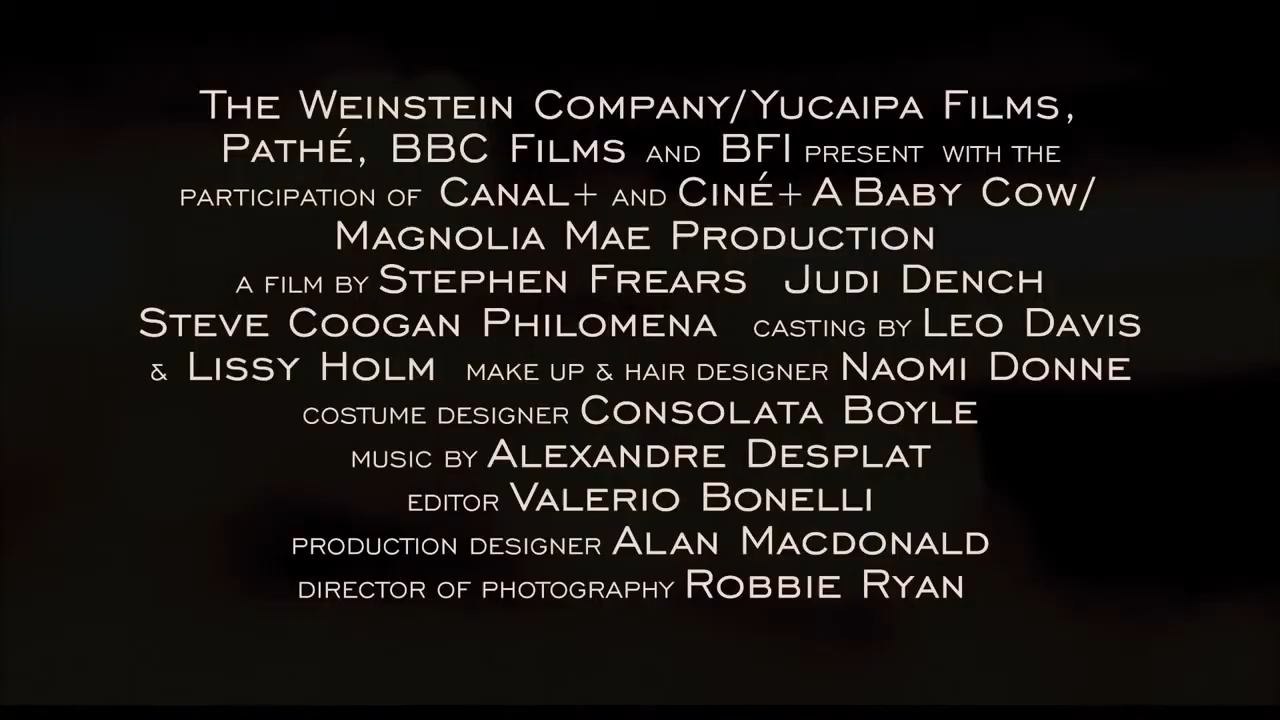 THE WEINSTEIN COMPANY/YUCAIPA FILMS,
PATHÉ, BBC FILMS AND BFI PRESENT WITH THE
PARTICIPATION OF CANAL+ AND CINÉ+ A BABY COW/
MAGNOLIA MAE PRODUCTION
A FILM BY STEPHEN FREARS JUDI DENCH
STEVE COOGAN PHILOMENA CASTING BY LEO DAVIS
& LISSY HOLM MAKE UP & HAIR DESIGNER NAOMI DONNE
COSTUME DESIGNER CONSOLATA BOYLE
MUSIC BY ALEXANDRE DESPLAT
EDITOR VALERIO BONELLI
PRODUCTION DESIGNER ALAN MACDONALD
DIRECTOR OF PHOTOGRAPHY ROBBIE RYAN